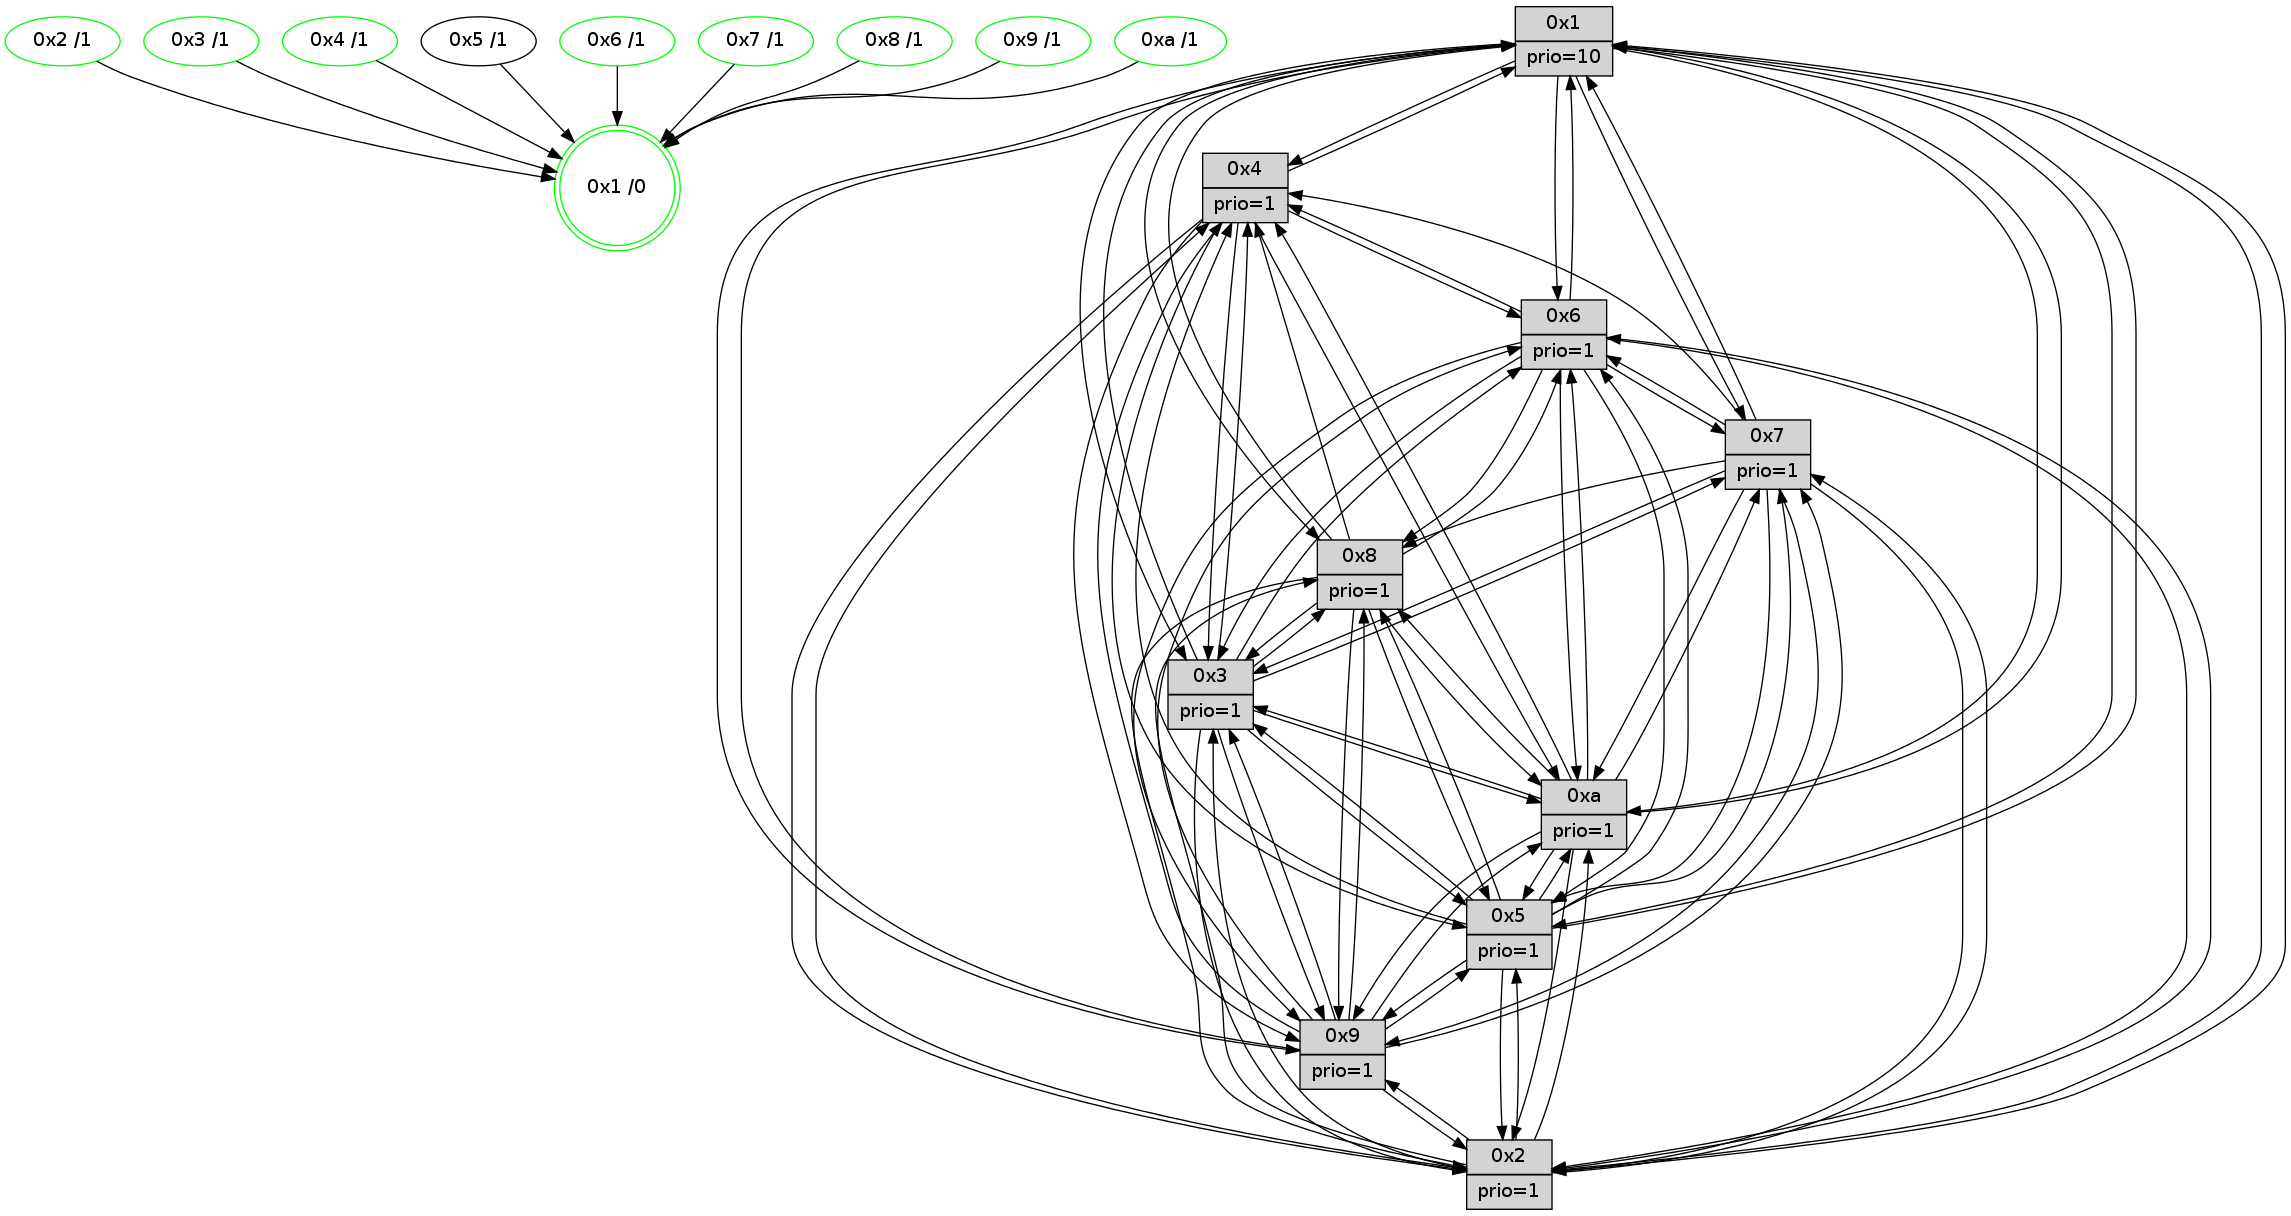 0x2 /1
0x3 /1
0x4 /1
0x5 /1
0x6 /1
0x7 /1
0x8 /1
0x9 /1
0xa /1
0x1 /0
0x1
prio=10
0x4
prio=1
0x6
prio=1
0x7
prio=1
0x8
prio=1
0x3
prio=1
0xa
prio=1
0x5
prio=1
0x9
prio=1
0x2
prio=1